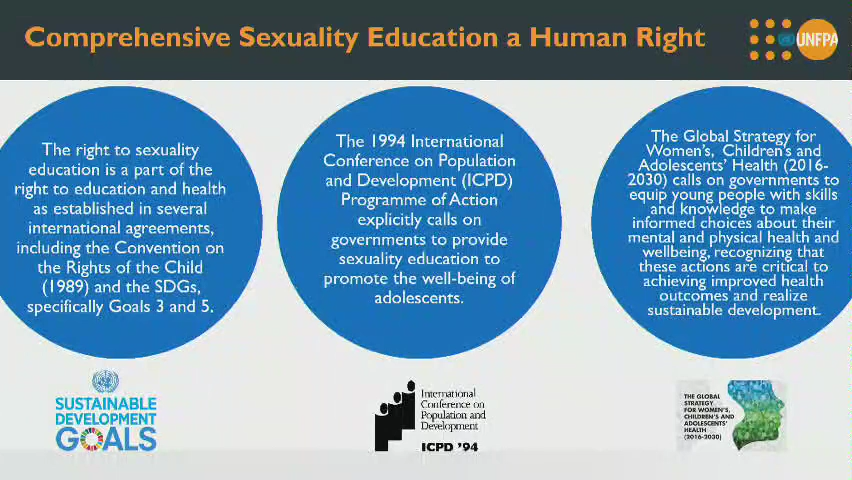 Comprehensive Sexuality Education a Human Right
UNFPA
The right to sexuality
education is a part of the
right to education and health
as established in several
international agreements,
including the Convention on
the Rights of the Child
(1989) and the SDGs,
specifically Goals 3 and 5.
The 1994 International
Conference on Population
and Development (ICPD)
Programme of Action
explicitly calls on
governments to provide
sexuality education to
promote the well-being of
adolescents.
The Global Strategy for
Women's, Children's and
Adolescents' Health (2016-
2030) calls on governments to
equip young people with skills
and knowledge to make
informed choices about their
mental and physical health and
wellbeing, recognizing that
these actions are critical to
achieving improved health
outcomes and realize
sustainable development.
SUSTAINABLE
DEVELOPMENT
GOALS
International
Conference on
Population and
Development
ICPD '94
THE GLOBAL
STRATEGY
FOR WOMEN'S,
CHILDREN'S AND
ADOLESCENTS'
HEALTH
(2016-2030)